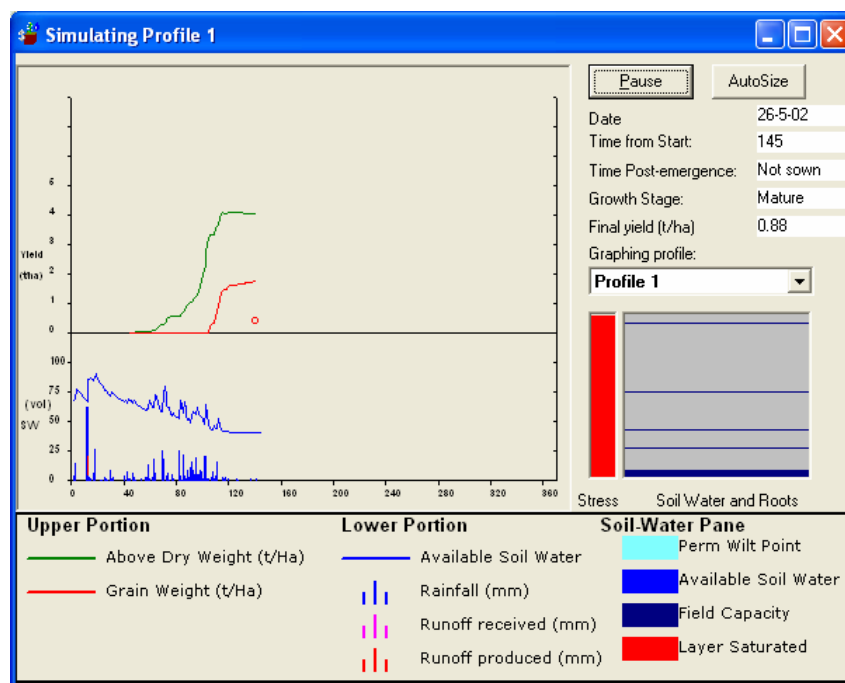 Simulating Profile 1
Pause AutoSize
Date 26-5-02
Time from Start: 145
Time Post-emergence: Not sown
Growth Stage: Mature
Final yield (t/ha) 0.88
Graphing profile:
Profile 1
6
4
3
Yield 2
(tha)
1
0
100
75
(vol)
SW 50
25
0
0 40 80 120 160 200 240 280 320 360
Stress Soil Water and Roots
Upper Portion
Above Dry Weight (t/Ha)
Grain Weight (t/Ha)
Lower Portion
Available Soil Water
Rainfall (mm)
Runoff received (mm)
Runoff produced (mm)
Soil-Water Pane
Perm Wilt Point
Available Soil Water
Field Capacity
Layer Saturated